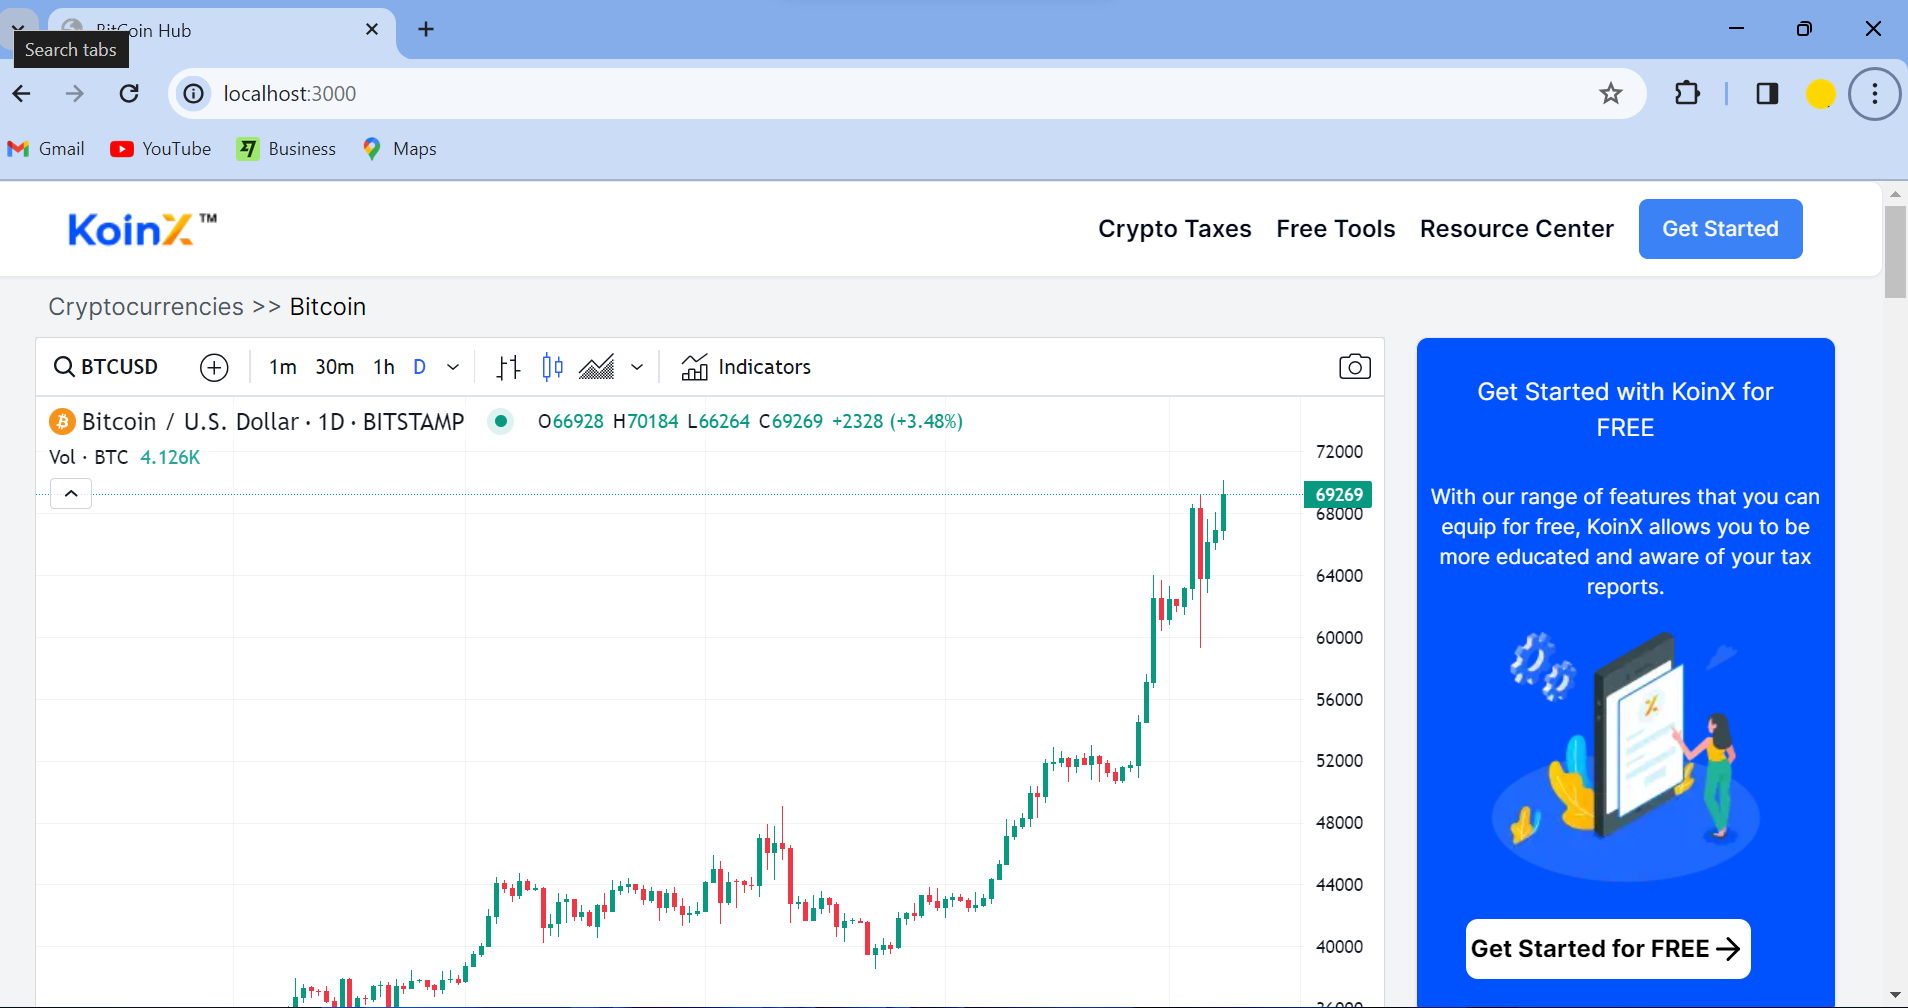 BitCoin Hub
Search tabs
localhost:3000
Gmail YouTube Business Maps
KoinX™ Crypto Taxes Free Tools Resource Center Get Started
Cryptocurrencies >> Bitcoin
BTCUSD 1m 30m 1h D Indicators
Bitcoin / U.S. Dollar · 1D · BITSTAMP O66928 H70184 L66264 C69269 +2328 (+3.48%)
Vol · BTC 4.126K
72000
69269
68000
64000
60000
56000
52000
48000
44000
40000
Get Started with KoinX for
FREE
With our range of features that you can
equip for free, KoinX allows you to be
more educated and aware of your tax
reports.
Get Started for FREE